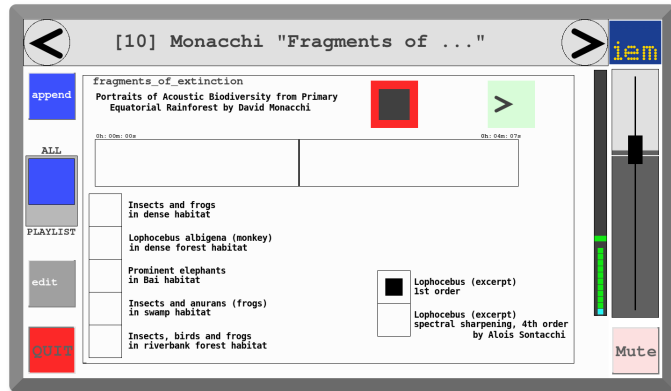 <
[10] Monacchi "Fragments of ..."
>
iem
append
fragments_of_extinction
Portraits of Acoustic Biodiversity from Primary
Equatorial Rainforest by David Monacchi
>
0h: 00m: 00s
0h: 04m: 07s
ALL
PLAYLIST
Insects and frogs
in dense habitat
Lophocebus albigena (monkey)
in dense forest habitat
Prominent elephants
in Bai habitat
Insects and anurans (frogs)
in swamp habitat
Insects, birds and frogs
in riverbank forest habitat
Lophocebus (excerpt)
1st order
Lophocebus (excerpt)
spectral sharpening, 4th order
by Alois Sontacchi
edit
QUIT
Mute